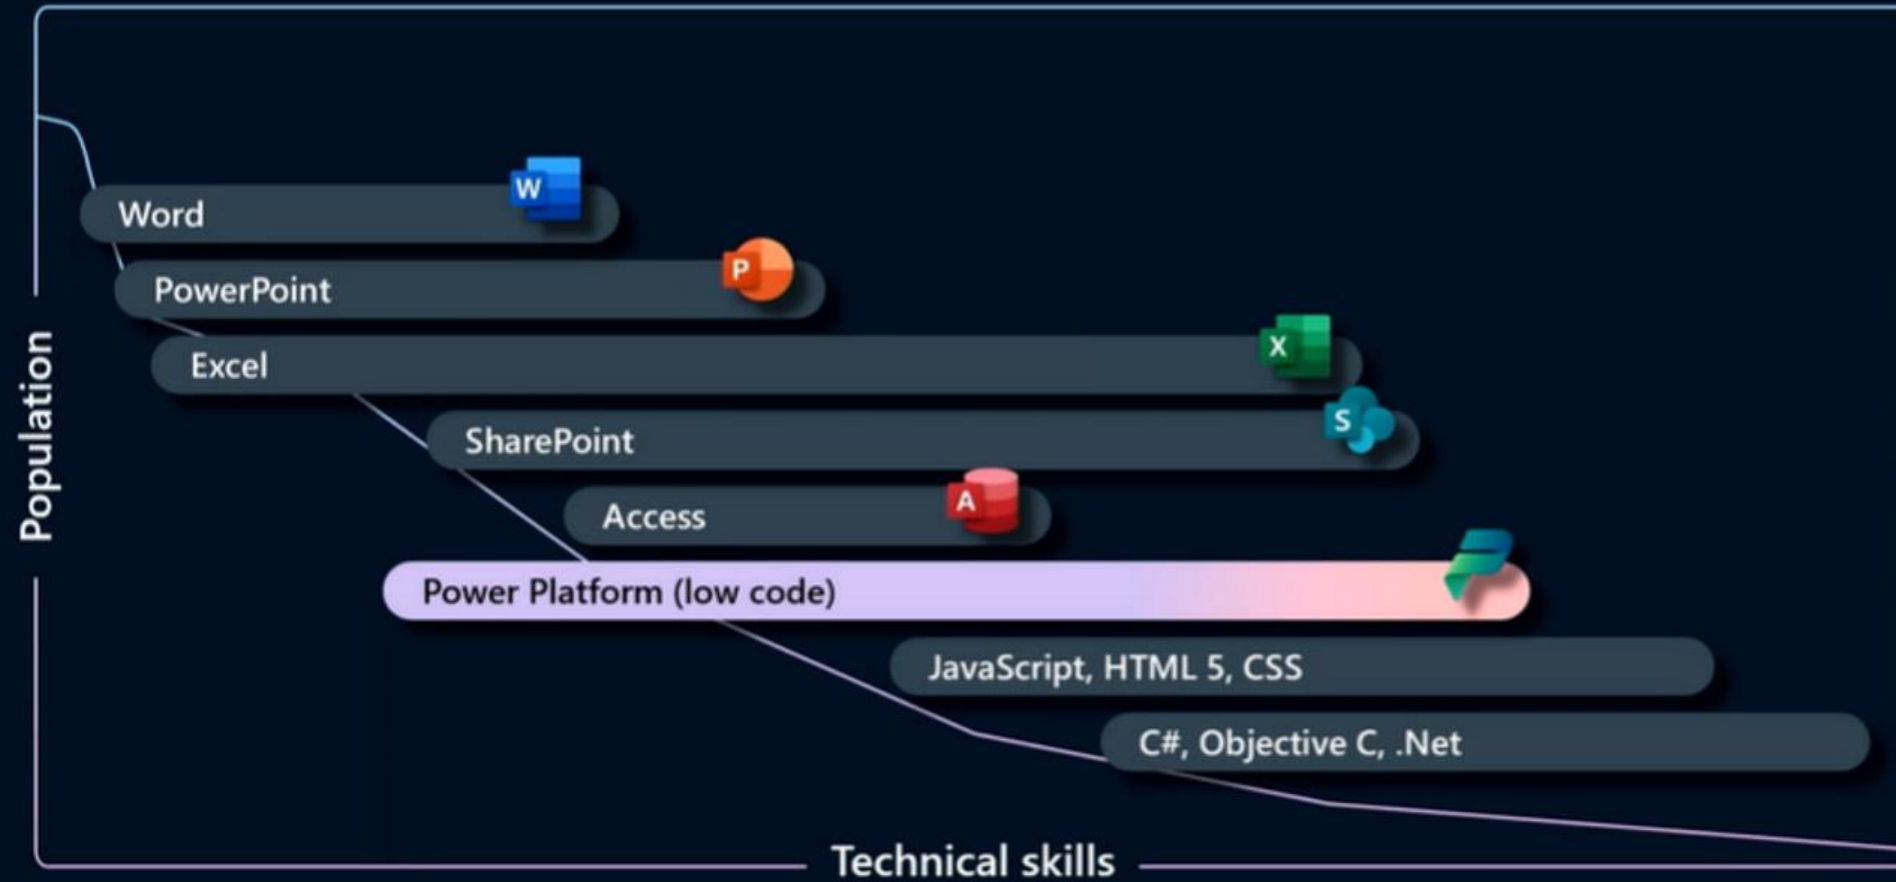 W
Word
P
PowerPoint
X
Excel
S
SharePoint
A
Access
Power Platform (low code)
JavaScript, HTML 5, CSS
C#, Objective C, .Net
Population
Technical skills